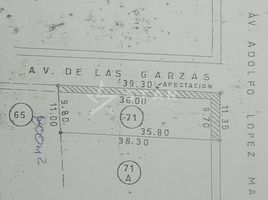 AV. DE LAS GARZAS
39.30 AFECTACION
36.00
AV ADOLFO LOPEZ MA
65
11.00
9.80
71
9.70
11.35
35.80
38.30
71
A